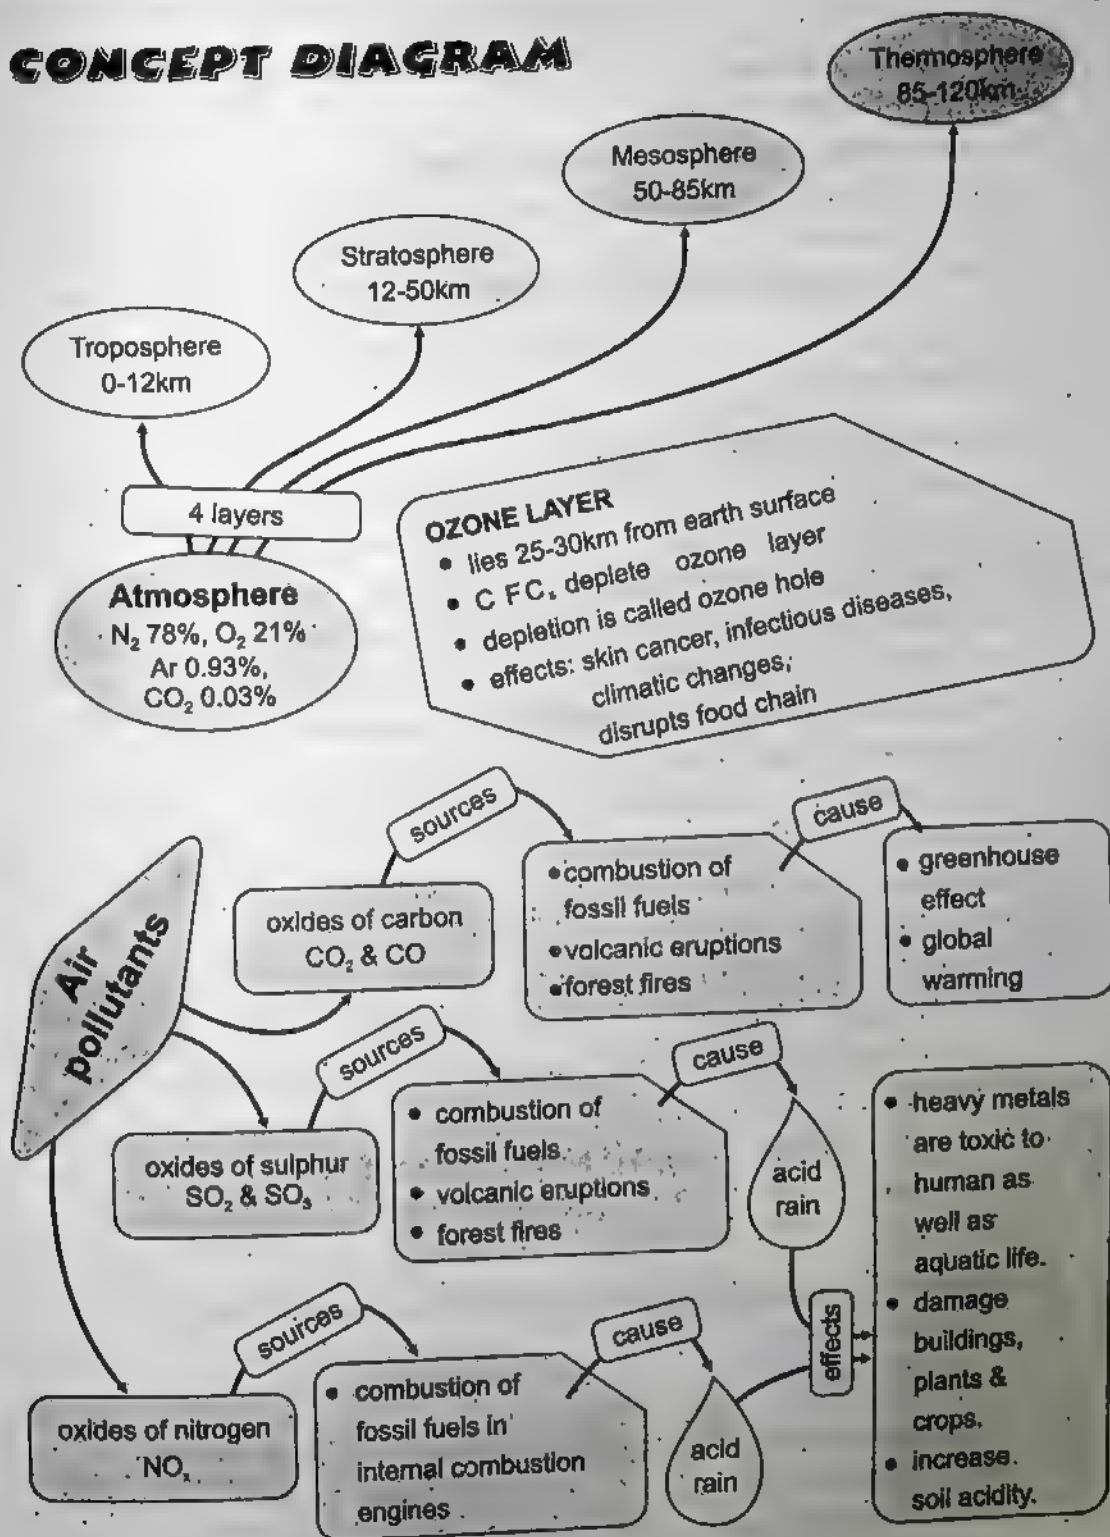 CONCEPT DIAGRAM
Thermosphere
85-120km
Mesosphere
50-85km
Stratosphere
12-50km
Troposphere
0-12km
4 layers
Atmosphere
N₂ 78%, O₂ 21%
Ar 0.93%,
CO₂ 0.03%
OZONE LAYER
• lies 25-30km from earth surface
• C FCₛ deplete ozone layer
• depletion is called ozone hole
• effects: skin cancer, infectious diseases,
climatic changes,
disrupts food chain
Air
pollutants
oxides of carbon
CO₂ & CO
sources
• combustion of
fossil fuels
• volcanic eruptions
• forest fires
cause
• greenhouse
effect
• global
warming
oxides of sulphur
SO₂ & SO₃
sources
• combustion of
fossil fuels
• volcanic eruptions
• forest fires
cause
acid
rain
oxides of nitrogen
NOₓ
sources
• combustion of
fossil fuels in
internal combustion
engines
cause
acid
rain
effects
• heavy metals
are toxic to
human as
well as
aquatic life.
• damage
buildings,
plants &
crops.
• increase
soil acidity.